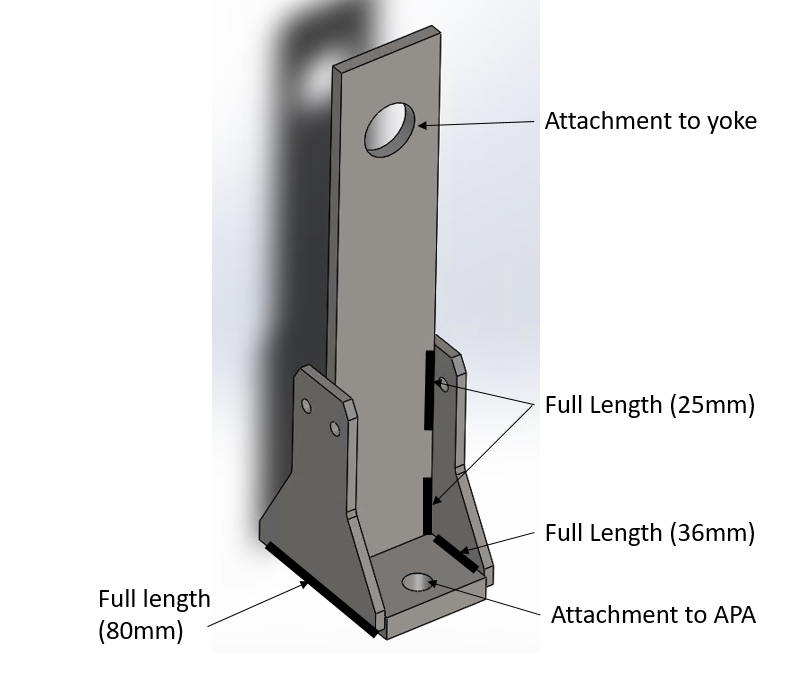 Attachment to yoke
Full Length (25mm)
Full Length (36mm)
Full length
(80mm)
Attachment to APA